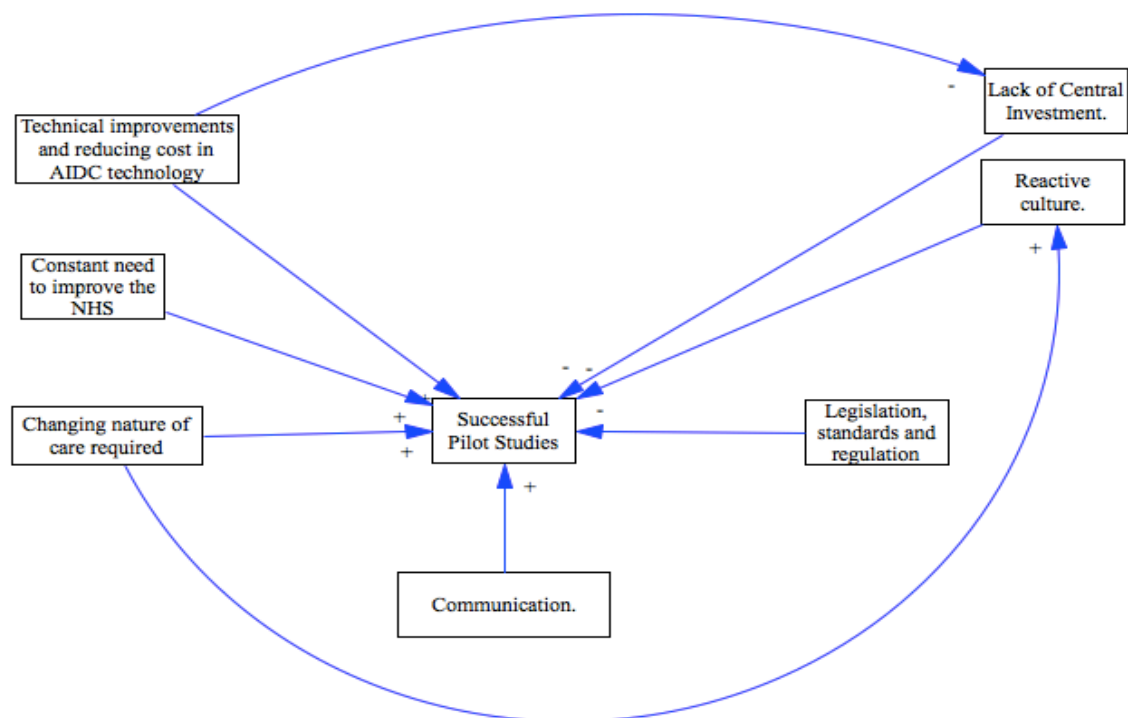 Technical improvements
and reducing cost in
AIDC technology
-
Lack of Central
Investment.
Reactive
culture.
+
Constant need
to improve the
NHS
- -
-
+
+
+
Changing nature of
care required
Successful
Pilot Studies
Legislation,
standards and
regulation
+
Communication.